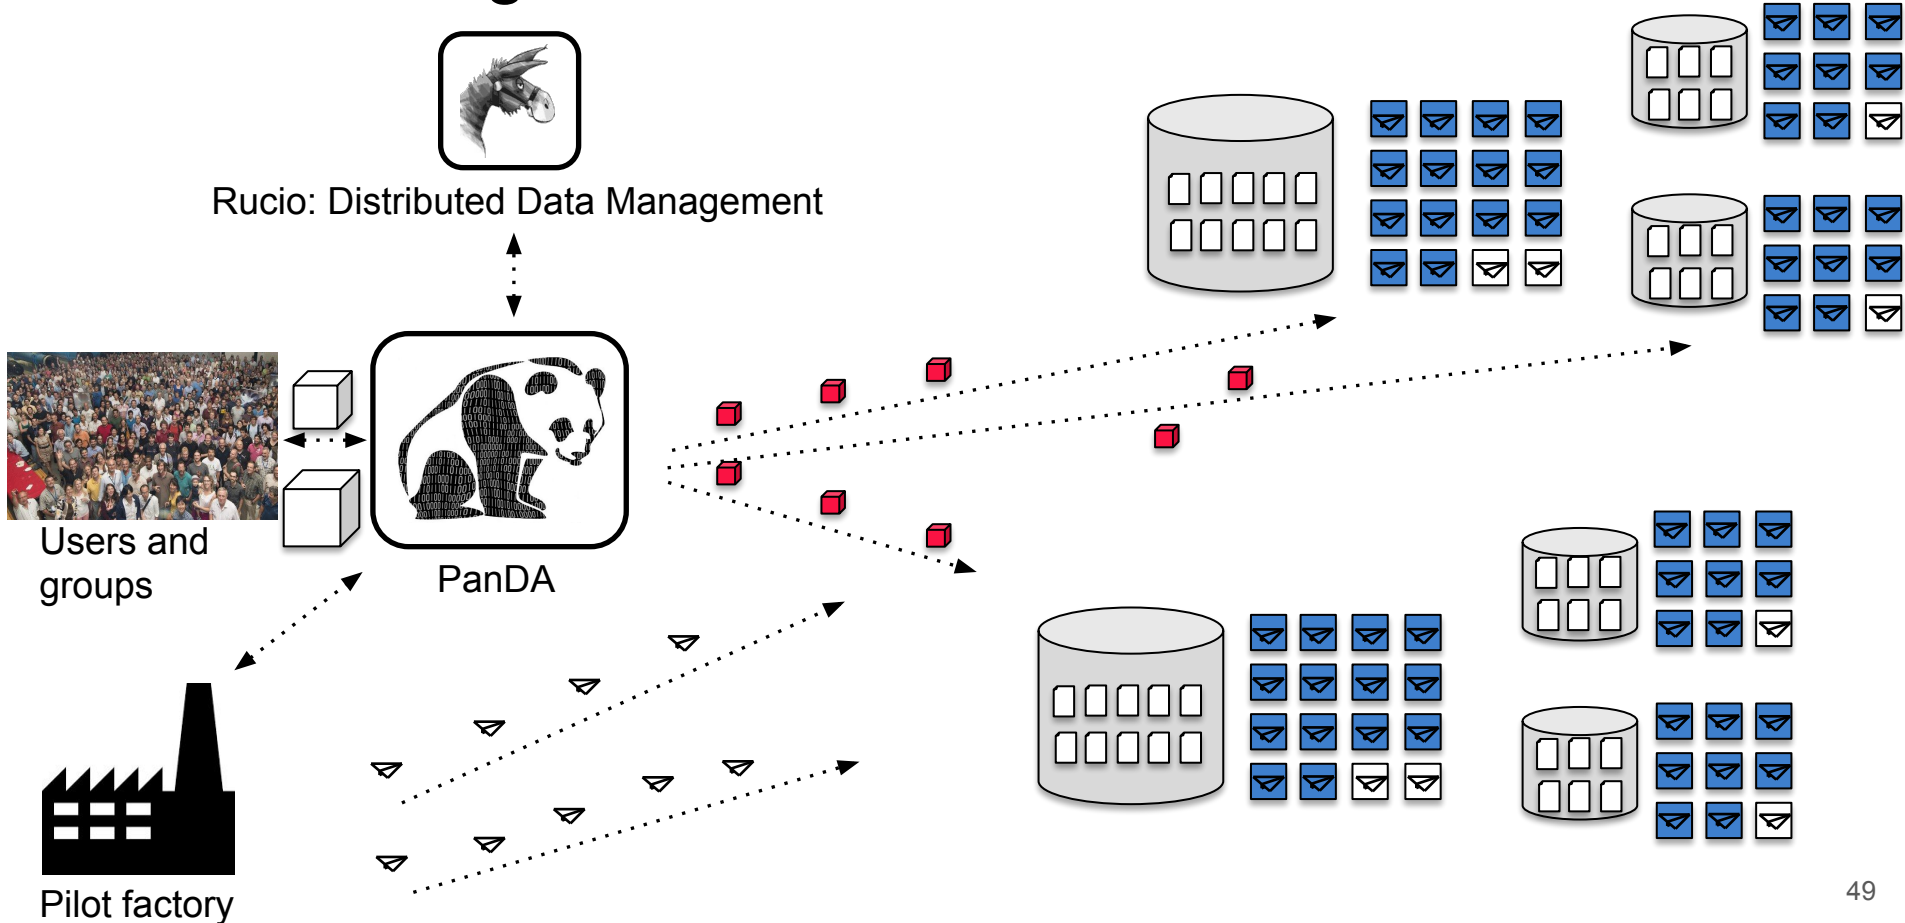 Rucio: Distributed Data Management
Users and
groups
PanDA
Pilot factory
49